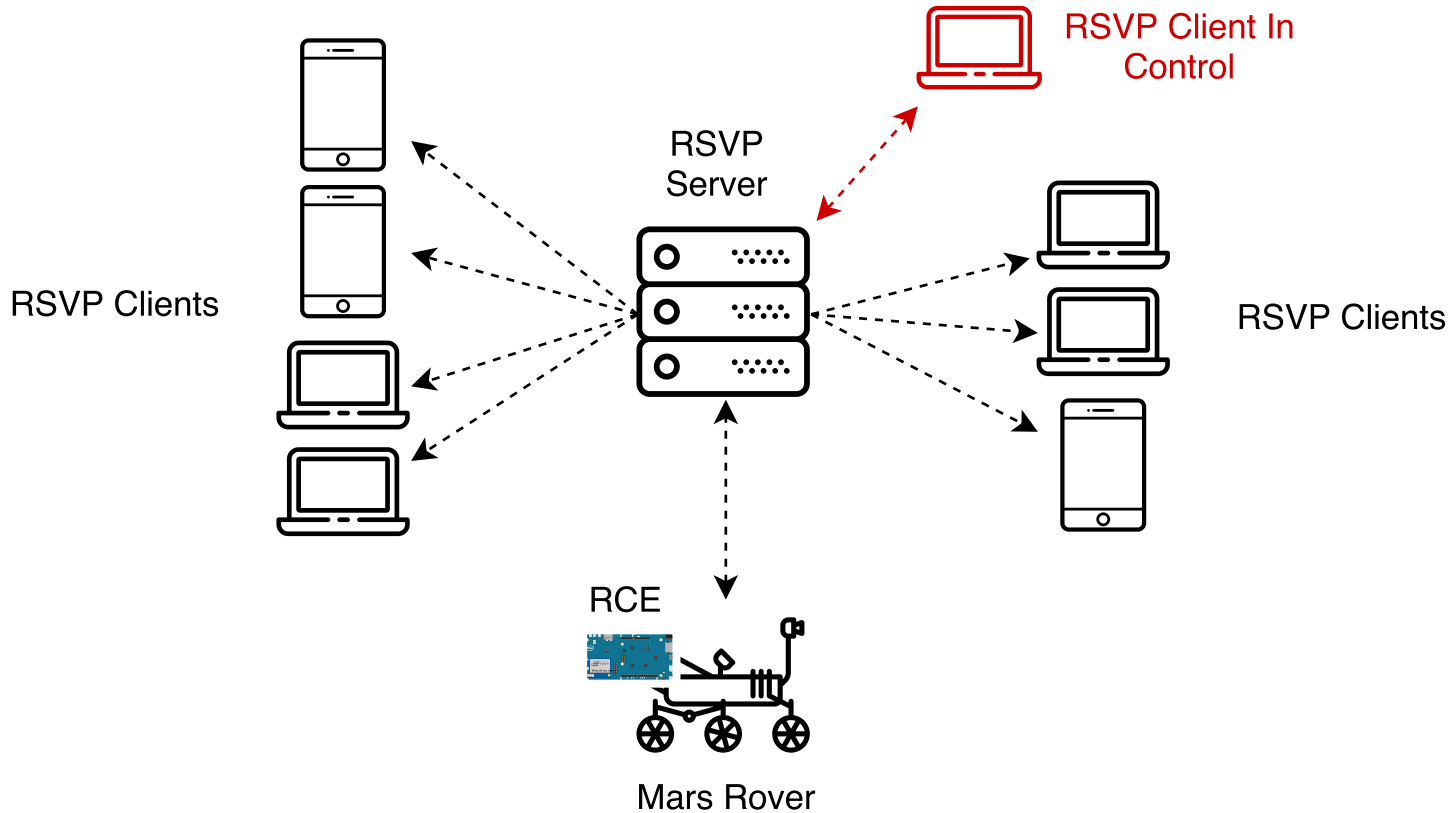 RSVP Client In
Control
RSVP
Server
RSVP Clients
RSVP Clients
RCE
Mars Rover